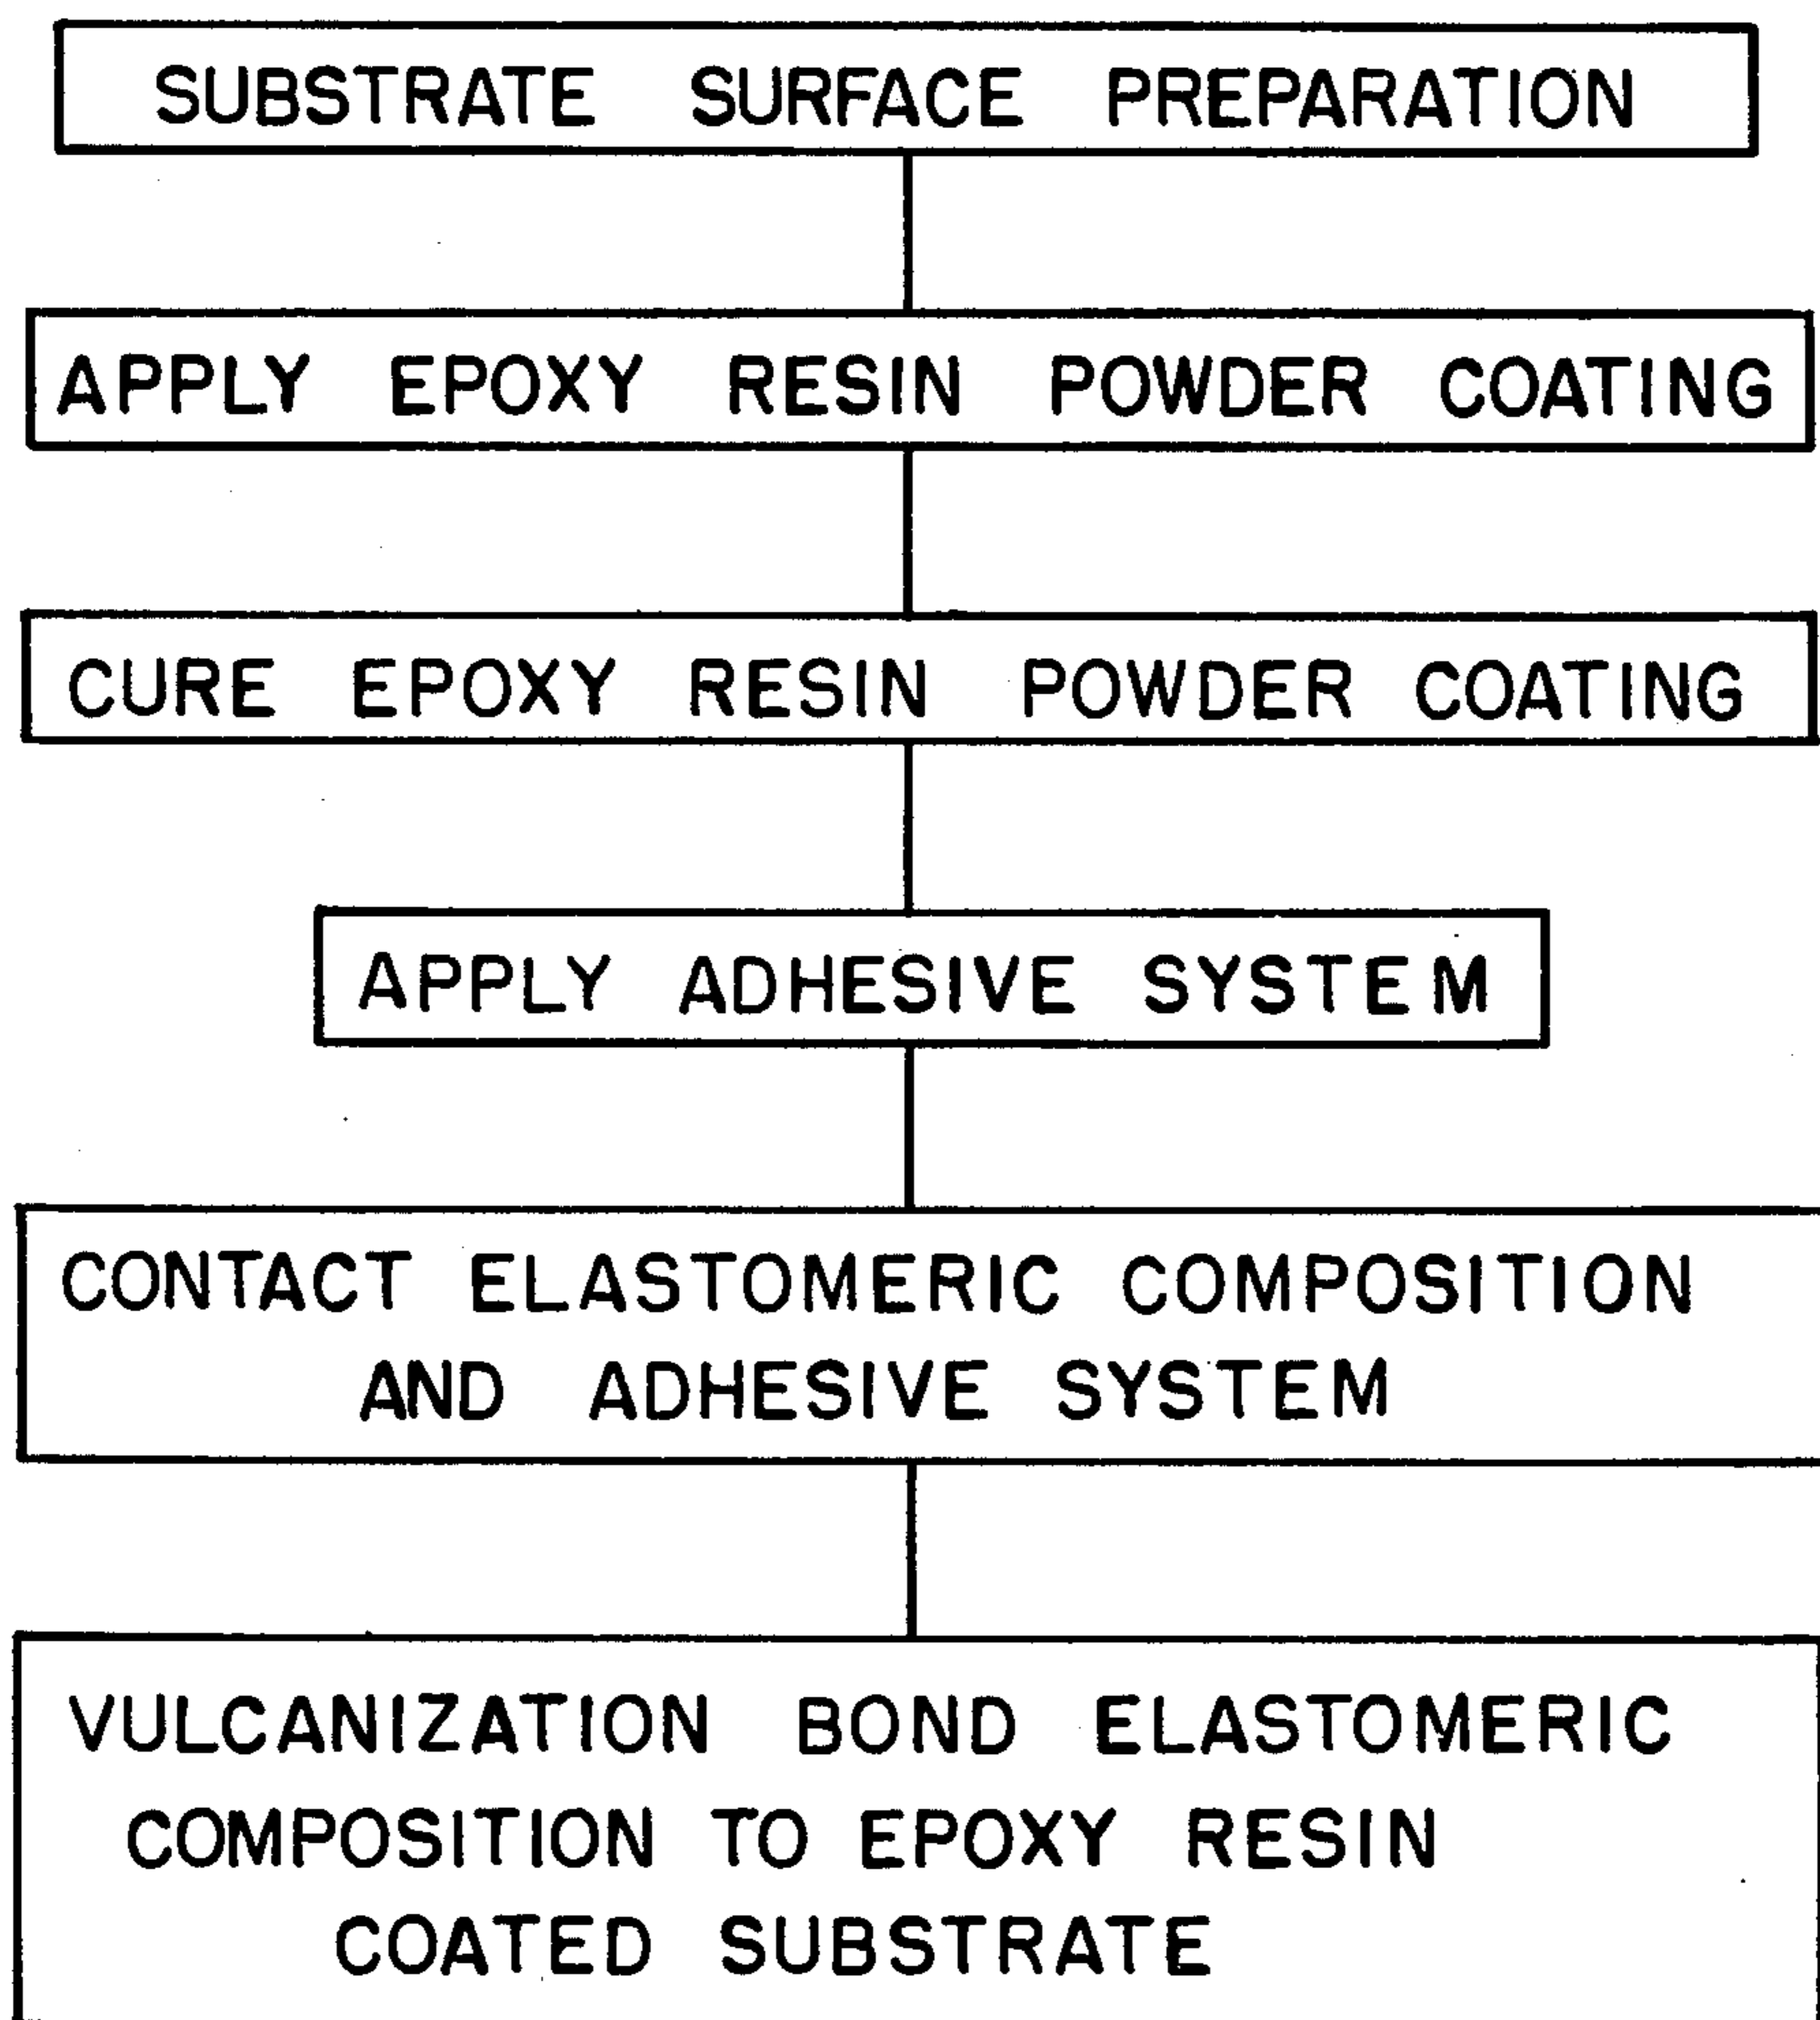 SUBSTRATE SURFACE PREPARATION
APPLY EPOXY RESIN POWDER COATING
CURE EPOXY RESIN POWDER COATING
APPLY ADHESIVE SYSTEM
CONTACT ELASTOMERIC COMPOSITION
AND ADHESIVE SYSTEM
VULCANIZATION BOND ELASTOMERIC
COMPOSITION TO EPOXY RESIN
COATED SUBSTRATE